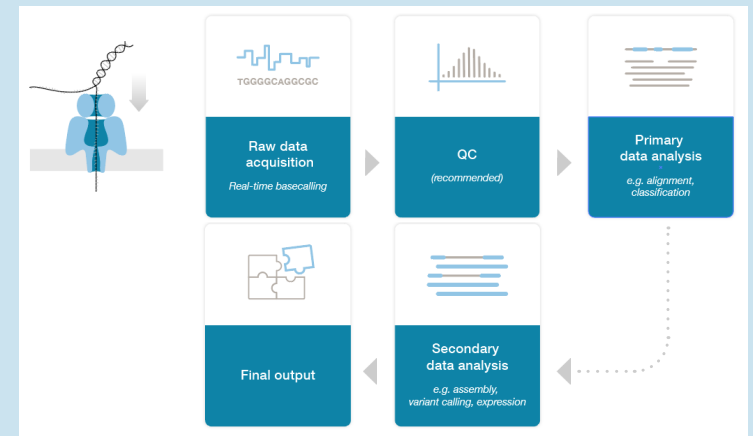 TGGGGCAGGCGC
Raw data
acquisition
Real-time basecalling
QC
(recommended)
Primary
data analysis
e.g. alignment,
classification
Secondary
data analysis
e.g. assembly,
variant calling, expression
Final output